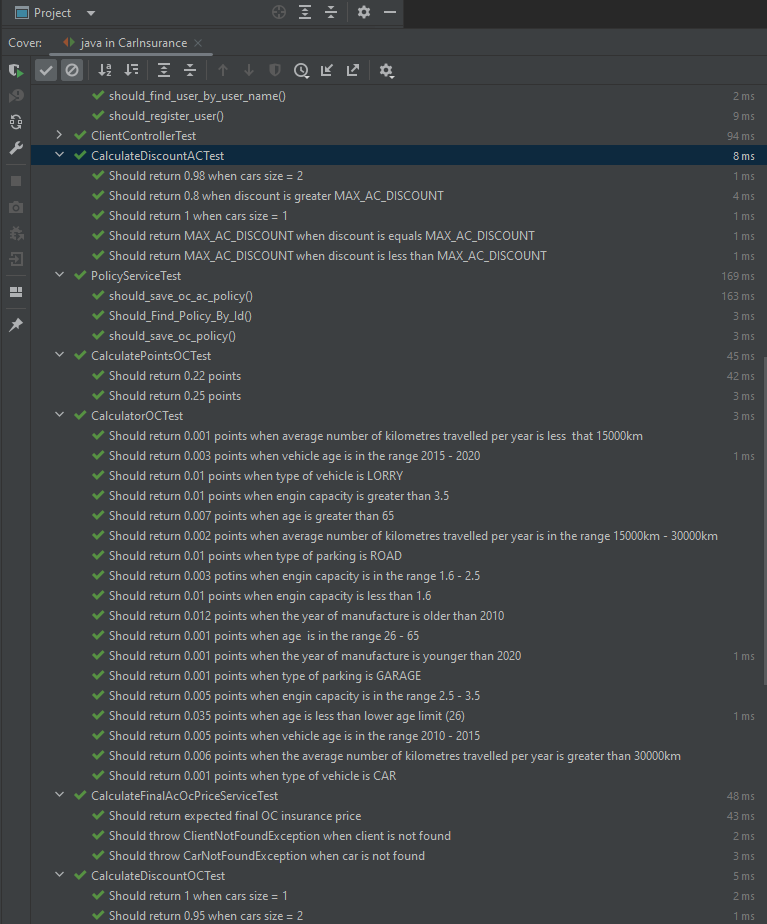 Project
Cover: java in CarInsurance
should_find_user_by_user_name() 2 ms
should_register_user() 9 ms
ClientControllerTest 94 ms
CalculateDiscountACTest 8 ms
Should return 0.98 when cars size = 2 1 ms
Should return 0.8 when discount is greater MAX_AC_DISCOUNT 4 ms
Should return 1 when cars size = 1 1 ms
Should return MAX_AC_DISCOUNT when discount is equals MAX_AC_DISCOUNT 1 ms
Should return MAX_AC_DISCOUNT when discount is less than MAX_AC_DISCOUNT 1 ms
PolicyServiceTest 169 ms
should_save_oc_ac_policy() 163 ms
Should_Find_Policy_By_Id() 3 ms
should_save_oc_policy() 3 ms
CalculatePointsOCTest 45 ms
Should return 0.22 points 42 ms
Should return 0.25 points 3 ms
CalculatorOCTest 3 ms
Should return 0.001 points when average number of kilometres travelled per year is less  that 15000km
Should return 0.003 points when vehicle age is in the range 2015 - 2020 1 ms
Should return 0.01 points when type of vehicle is LORRY
Should return 0.01 points when engin capacity is greater than 3.5
Should return 0.007 points when age is greater than 65
Should return 0.002 points when average number of kilometres travelled per year is in the range 15000km - 30000km
Should return 0.01 points when type of parking is ROAD
Should return 0.003 potins when engin capacity is in the range 1.6 - 2.5
Should return 0.01 points when engin capacity is less than 1.6
Should return 0.012 points when the year of manufacture is older than 2010
Should return 0.001 points when age  is in the range 26 - 65
Should return 0.001 points when the year of manufacture is younger than 2020 1 ms
Should return 0.001 points when type of parking is GARAGE
Should return 0.005 points when engin capacity is in the range 2.5 - 3.5
Should return 0.035 points when age is less than lower age limit (26) 1 ms
Should return 0.005 points when vehicle age is in the range 2010 - 2015
Should return 0.006 points when the average number of kilometres travelled per year is greater than 30000km
Should return 0.001 points when type of vehicle is CAR
CalculateFinalAcOcPriceServiceTest 48 ms
Should return expected final OC insurance price 43 ms
Should throw ClientNotFoundException when client is not found 2 ms
Should throw CarNotFoundException when car is not found 3 ms
CalculateDiscountOCTest 5 ms
Should return 1 when cars size = 1 2 ms
Should return 0.95 when cars size = 2 1 ms